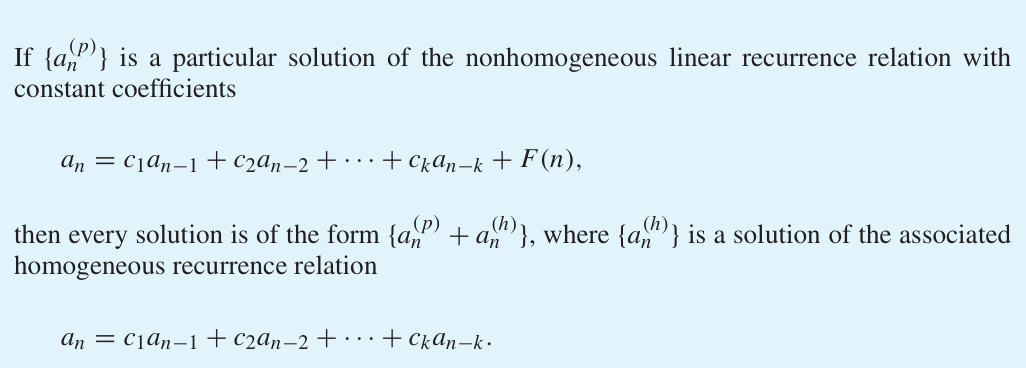 If {a_n^{(p)}} is a particular solution of the nonhomogeneous linear recurrence relation with
constant coefficients
a_n = c_1a_{n−1} + c_2a_{n−2} + ⋯ + c_ka_{n−k} + F(n),
then every solution is of the form {a_n^{(p)} + a_n^{(h)}}, where {a_n^{(h)}} is a solution of the associated
homogeneous recurrence relation
a_n = c_1a_{n−1} + c_2a_{n−2} + ⋯ + c_ka_{n−k}.